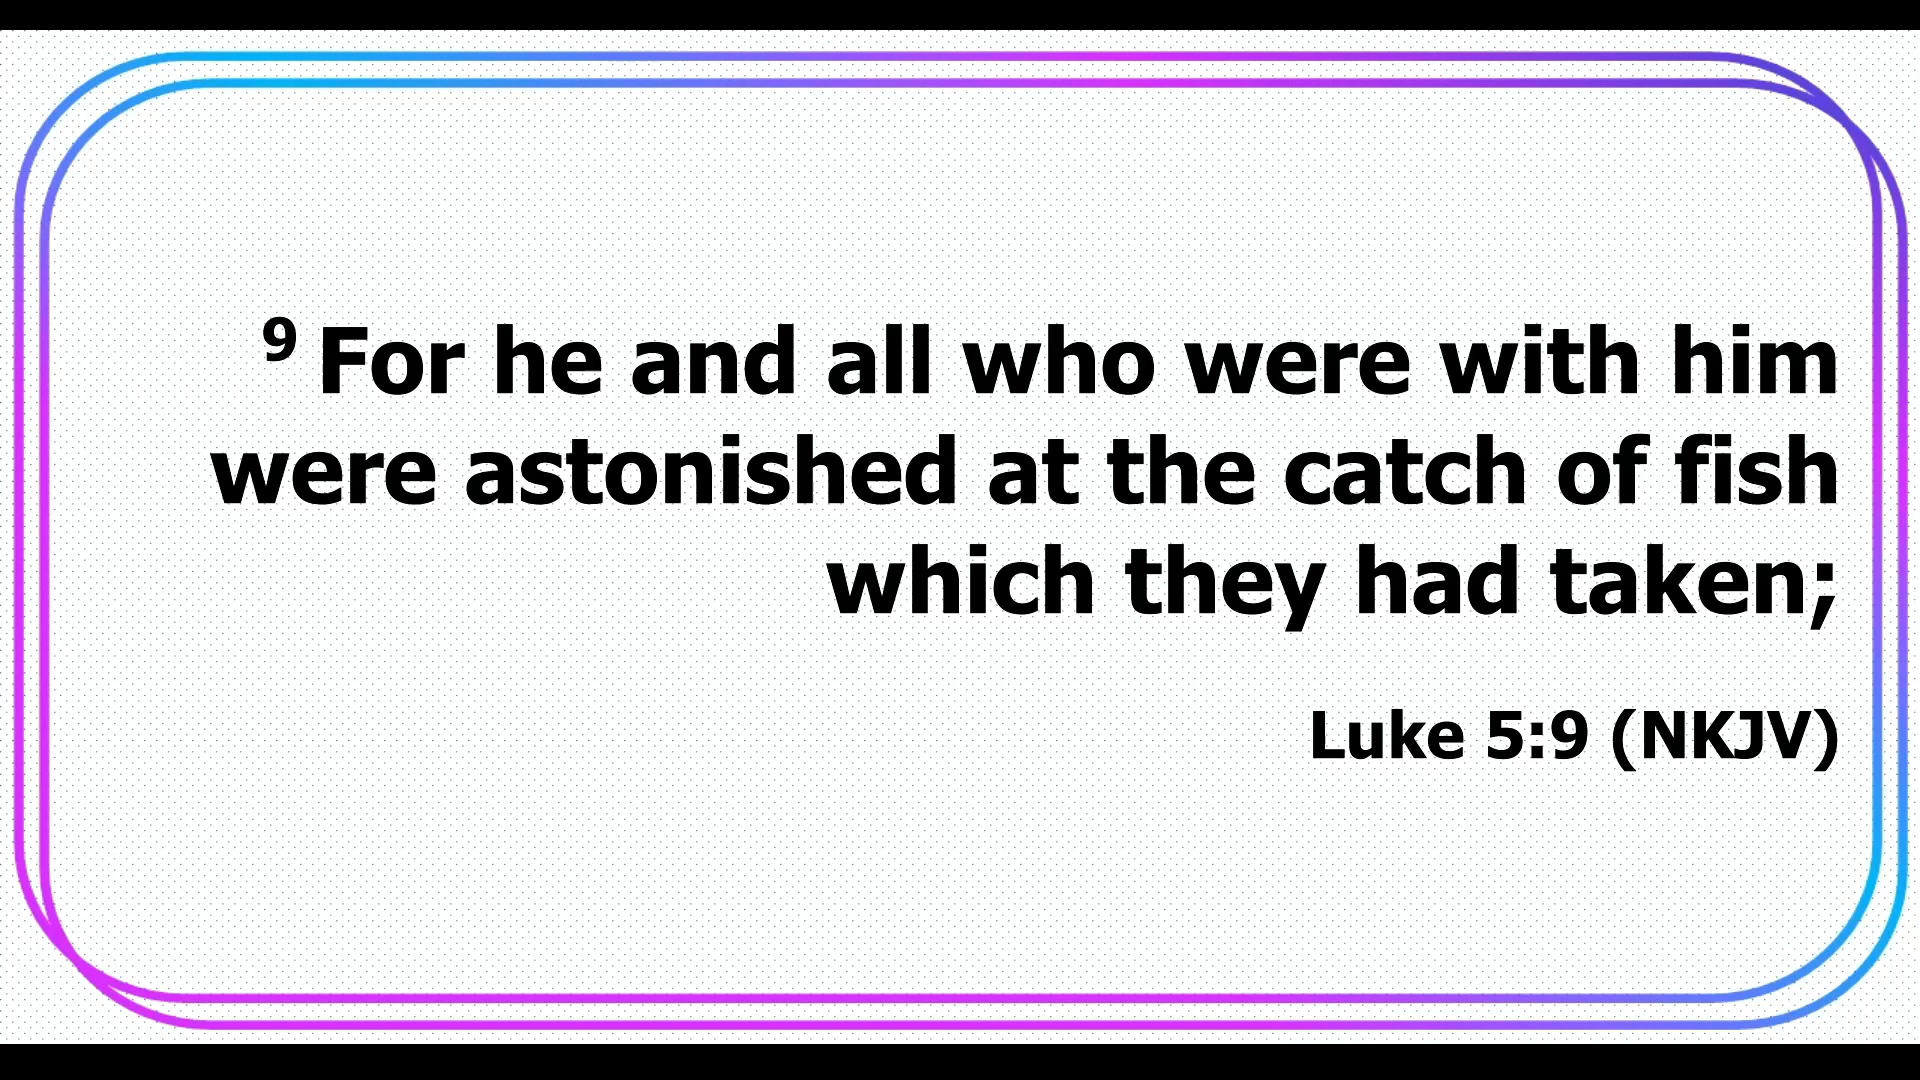 9 For he and all who were with him
were astonished at the catch of fish
which they had taken;
Luke 5:9 (NKJV)